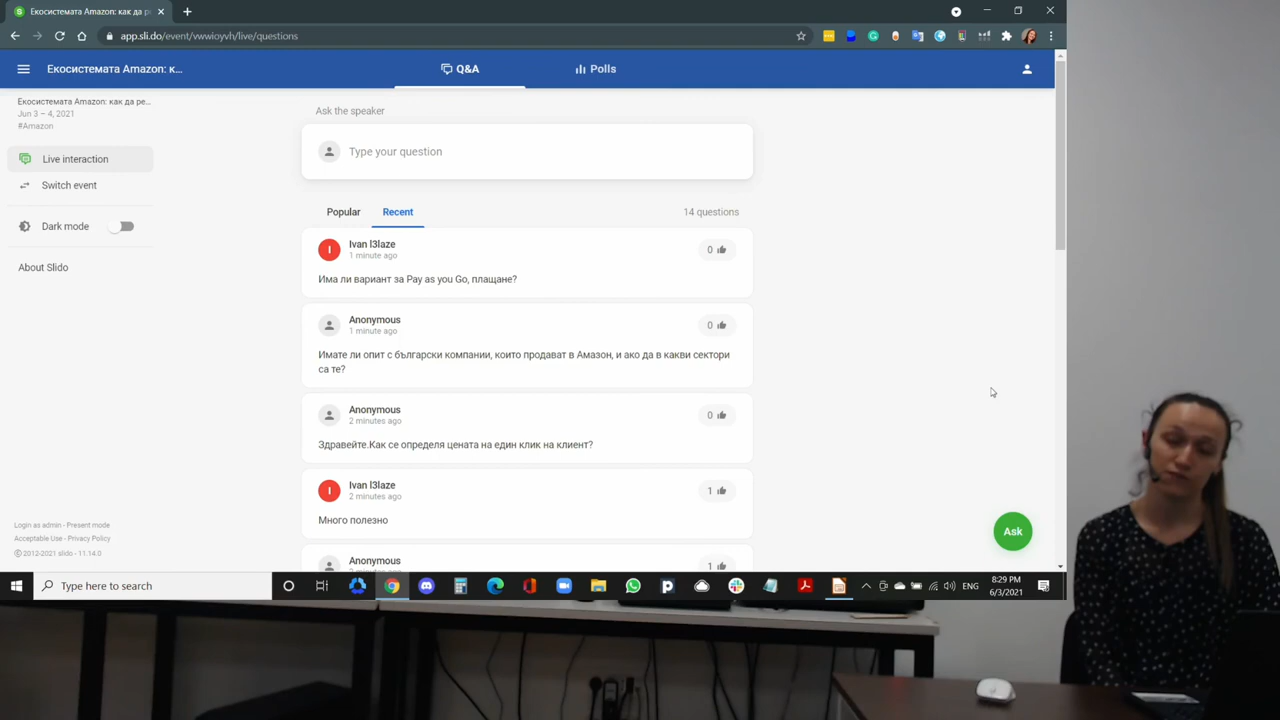 Екосистемата Amazon: как да р
app.sli.do/event/vwwioyvh/live/questions
Екосистемата Amazon: к...
Q&A
Polls
Екосистемата Amazon: как да ре...
Jun 3 – 4, 2021
#Amazon
Live interaction
Switch event
Dark mode
About Slido
Ask the speaker
Type your question
Popular
Recent
14 questions
I
Ivan l3laze
1 minute ago
0
Има ли вариант за Pay as you Go, плащане?
Anonymous
1 minute ago
0
Имате ли опит с български компании, които продават в Амазон, и ако да в какви сектори
са те?
Anonymous
2 minutes ago
0
Здравейте.Как се определя цената на един клик на клиент?
I
Ivan l3laze
2 minutes ago
1
Много полезно
Anonymous
2 minutes ago
1
Ask
Login as admin - Present mode
Acceptable Use - Privacy Policy
© 2012-2021 slido - 11.14.0
Type here to search
ENG
8:29 PM
6/3/2021